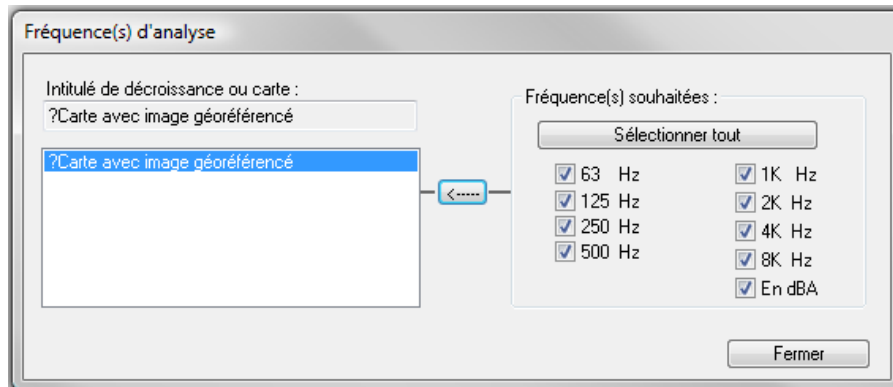 Fréquence(s) d'analyse
Intitulé de décroissance ou carte :
?Carte avec image géoréférencé
?Carte avec image géoréférencé
<-----
Fréquence(s) souhaitées :
Sélectionner tout
63 Hz
125 Hz
250 Hz
500 Hz
1K Hz
2K Hz
4K Hz
8K Hz
En dBA
Fermer